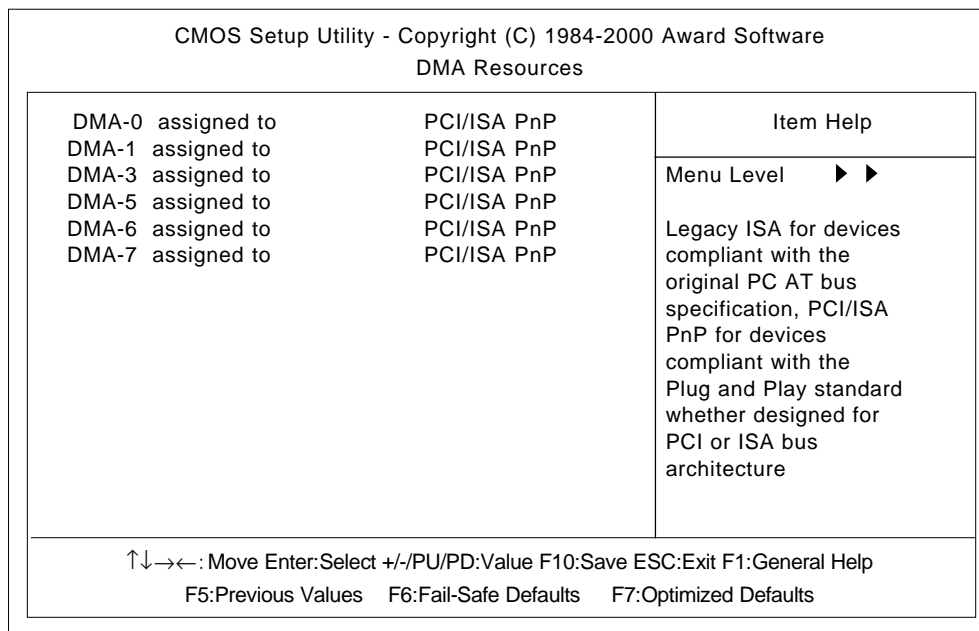 CMOS Setup Utility - Copyright (C) 1984-2000 Award Software
DMA Resources
DMA-0 assigned to PCI/ISA PnP
DMA-1 assigned to PCI/ISA PnP
DMA-3 assigned to PCI/ISA PnP
DMA-5 assigned to PCI/ISA PnP
DMA-6 assigned to PCI/ISA PnP
DMA-7 assigned to PCI/ISA PnP
Item Help
Menu Level ▶ ▶
Legacy ISA for devices
compliant with the
original PC AT bus
specification, PCI/ISA
PnP for devices
compliant with the
Plug and Play standard
whether designed for
PCI or ISA bus
architecture
↑↓→←: Move Enter:Select +/-/PU/PD:Value F10:Save ESC:Exit F1:General Help
F5:Previous Values F6:Fail-Safe Defaults F7:Optimized Defaults